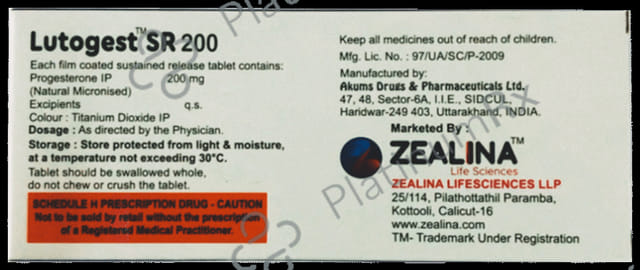 Lutogest™ SR 200
Each film coated sustained release tablet contains:
Progesterone IP 200 mg
(Natural Micronised)
Excipients q.s.
Colour : Titanium Dioxide IP
Dosage : As directed by the Physician.
Storage : Store protected from light & moisture,
at a temperature not exceeding 30°C.
Tablet should be swallowed whole,
do not chew or crush the tablet.
SCHEDULE H PRESCRIPTION DRUG - CAUTION
Not to be sold by retail without the prescription
of a Registered Medical Practitioner.
Keep all medicines out of reach of children.
Mfg. Lic. No. : 97/UA/SC/P-2009
Manufactured by:
Akums Drugs & Pharmaceuticals Ltd.
47, 48, Sector-6A, I.I.E., SIDCUL,
Haridwar-249 403, Uttarakhand, INDIA.
Marketed By :
ZEALINA™
Life Sciences
ZEALINA LIFESCIENCES LLP
25/114, Pilathottathil Paramba,
Kottooli, Calicut-16
www.zealina.com
TM- Trademark Under Registration
PlatinumRx